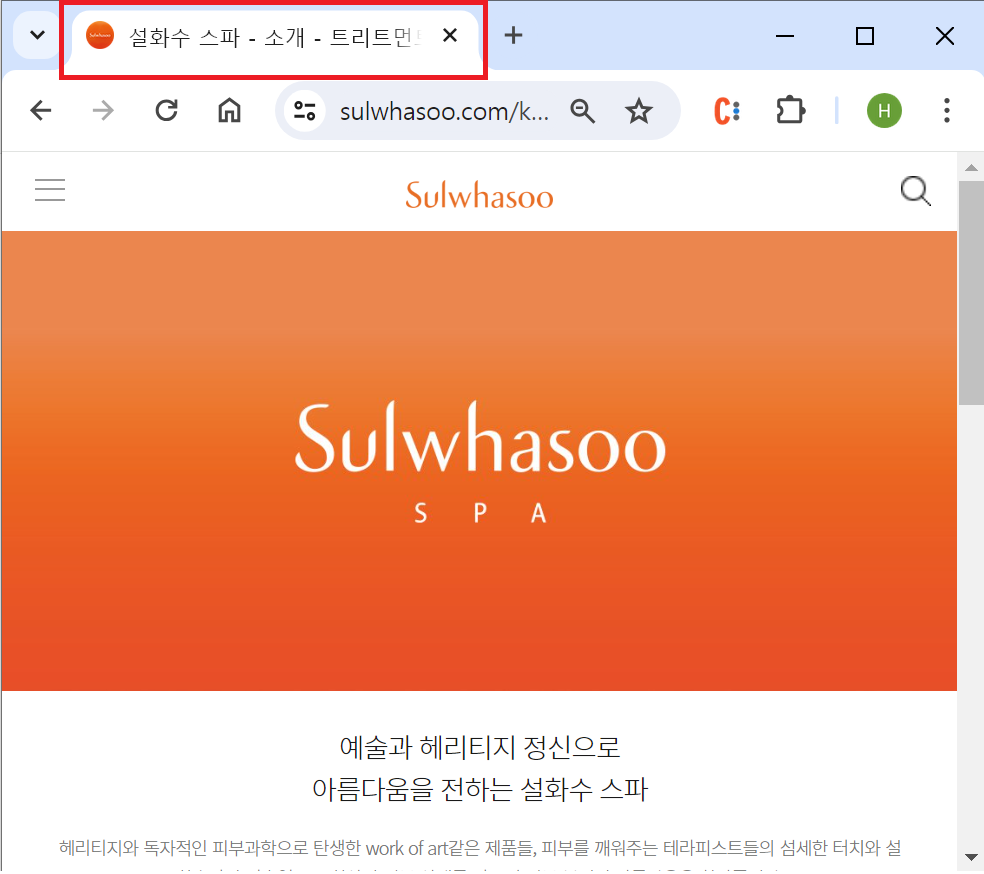 설화수 스파 - 소개 - 트리트먼
sulwhasoo.com/k...
H
Sulwhasoo
Sulwhasoo
SPA
예술과 헤리티지 정신으로
아름다움을 전하는 설화수 스파
헤리티지와 독자적인 피부과학으로 탄생한 work of art같은 제품들, 피부를 깨워주는 테라피스트들의 섬세한 터치와 설